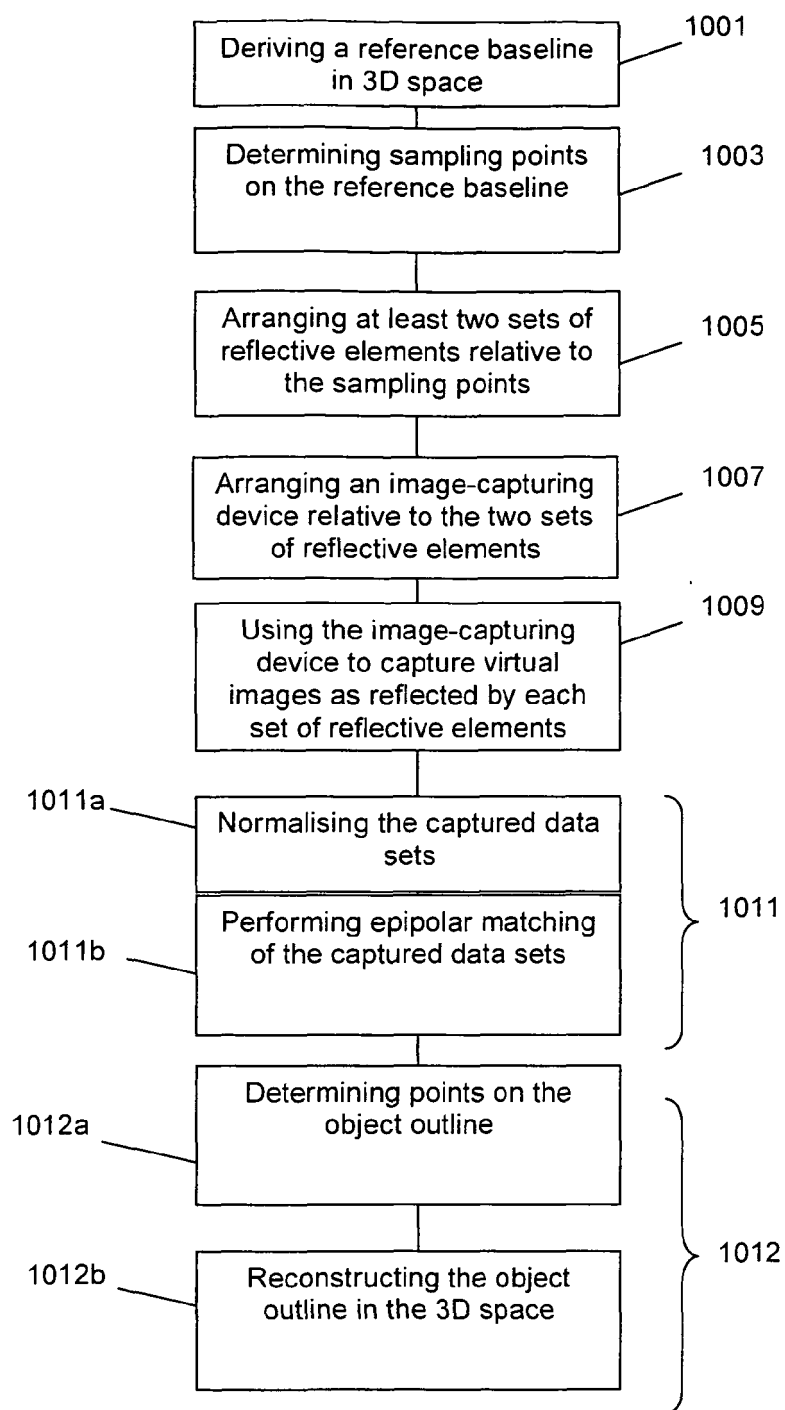 1001
Deriving a reference baseline
in 3D space
1003
Determining sampling points
on the reference baseline
1005
Arranging at least two sets of
reflective elements relative to
the sampling points
1007
Arranging an image-capturing
device relative to the two sets
of reflective elements
1009
Using the image-capturing
device to capture virtual
images as reflected by each
set of reflective elements
1011a
Normalising the captured data
sets
1011
1011b
Performing epipolar matching
of the captured data sets
1012a
Determining points on the
object outline
1012
1012b
Reconstructing the object
outline in the 3D space